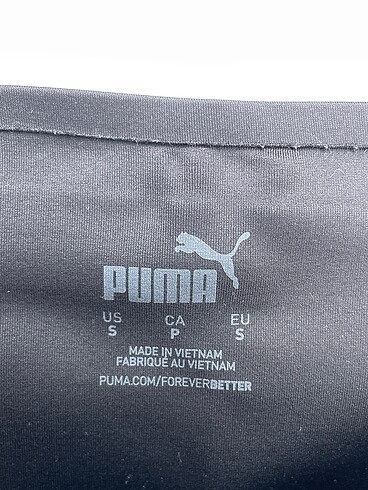 PUMA
US CA EU
S P S
MADE IN VIETNAM
FABRIQUÉ AU VIETNAM
PUMA.COM/FOREVERBETTER